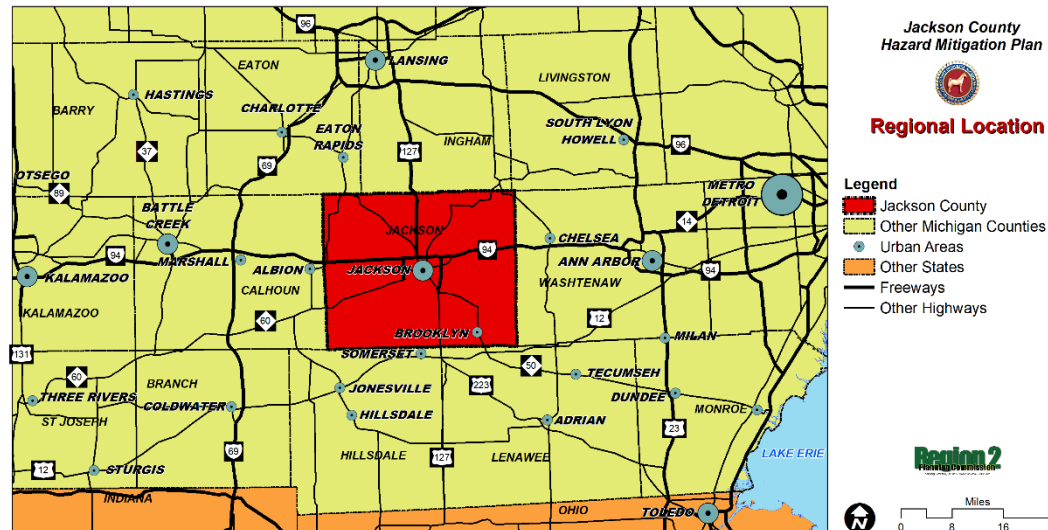 96
EATON
LANSING
LIVINGSTON
HASTINGS
BARRY
CHARLOTTE
EATON
RAPIDS
INGHAM
SOUTH LYON
HOWELL
96
37
69
127
OTSEGO
89
BATTLE
CREEK
METRO
DETROIT
14
JACKSON
94
94
CHELSEA
MARSHALL
ALBION
JACKSON
ANN ARBOR
94
KALAMAZOO
CALHOUN
WASHTENAW
KALAMAZOO
60
12
BROOKLYN
MILAN
131
SOMERSET
60
BRANCH
JONESVILLE
223
50
TECUMSEH
THREE RIVERS
COLDWATER
DUNDEE
MONROE
ST JOSEPH
HILLSDALE
ADRIAN
23
HILLSDALE
127
LENAWEE
LAKE ERIE
69
12
STURGIS
INDIANA
OHIO
TOLEDO
Jackson County
Hazard Mitigation Plan
Regional Location
Legend
Jackson County
Other Michigan Counties
Urban Areas
Other States
Freeways
Other Highways
Region 2
Planning Commission
N
Miles
0 8 16